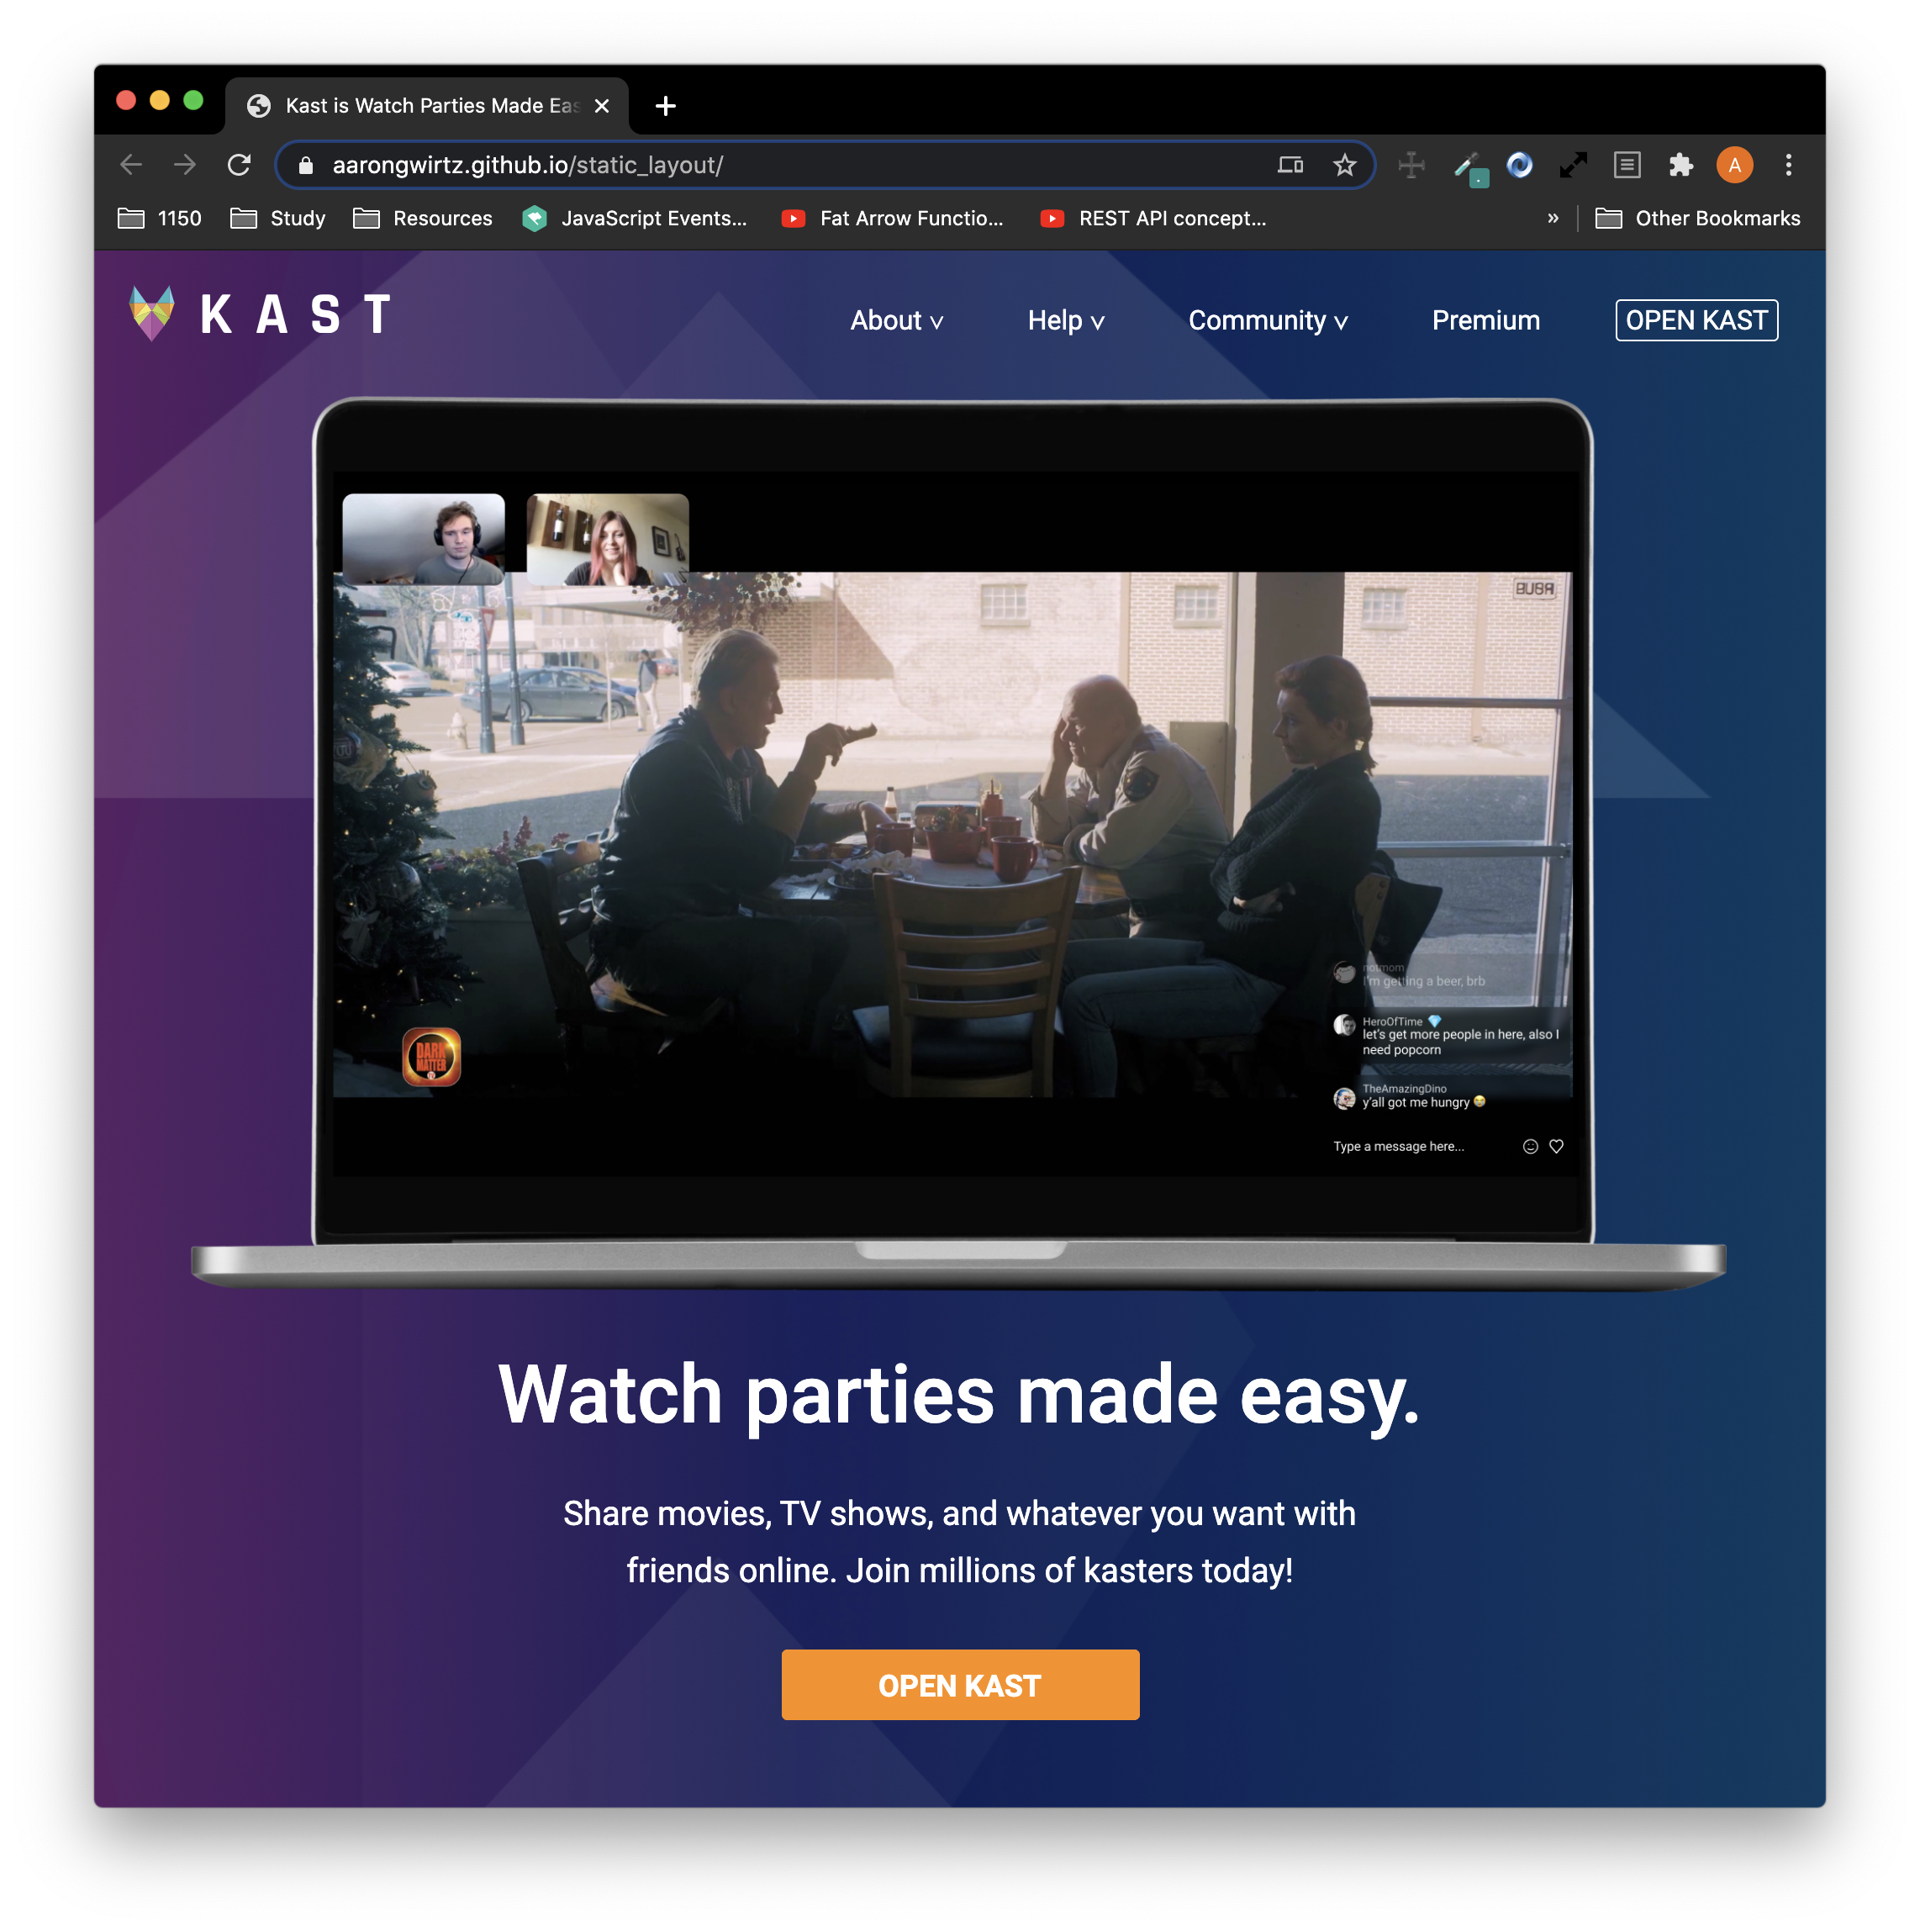 Kast is Watch Parties Made Eas
aarongwirtz.github.io/static_layout/
A
1150
Study
Resources
JavaScript Events...
Fat Arrow Functio...
REST API concept...
»
Other Bookmarks
KAST
About
Help
Community
Premium
OPEN KAST
BUBR
notmom
I'm getting a beer, brb
HeroOfTime 💎
let's get more people in here, also I
need popcorn
DARK
MATTER
TheAmazingDino
y'all got me hungry 😭
Type a message here...
Watch parties made easy.
Share movies, TV shows, and whatever you want with
friends online. Join millions of kasters today!
OPEN KAST